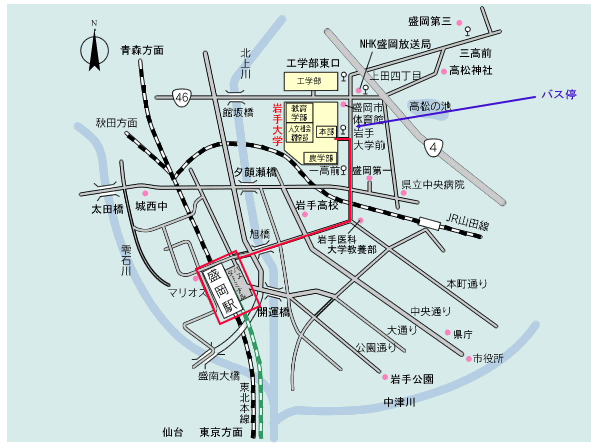 盛岡第三
N
NHK盛岡放送局
三高前
青森方面
北上川
工学部東口
上田四丁目
高松神社
工学部
46
バス停
館坂橋
岩手大学
教育
学部
人文社会
科学部
本部
農学部
盛岡市
体育館
岩手
大学前
高松の池
秋田方面
4
夕顔瀬橋
一高前
盛岡第一
県立中央病院
太田橋
城西中
岩手高校
JR山田線
雫石川
旭橋
岩手医科
大学教養部
マリオス
盛岡駅
バス
開運橋
本町通り
中央通り
大通り
県庁
公園通り
市役所
盛南大橋
岩手公園
東北本線
中津川
仙台
東京方面